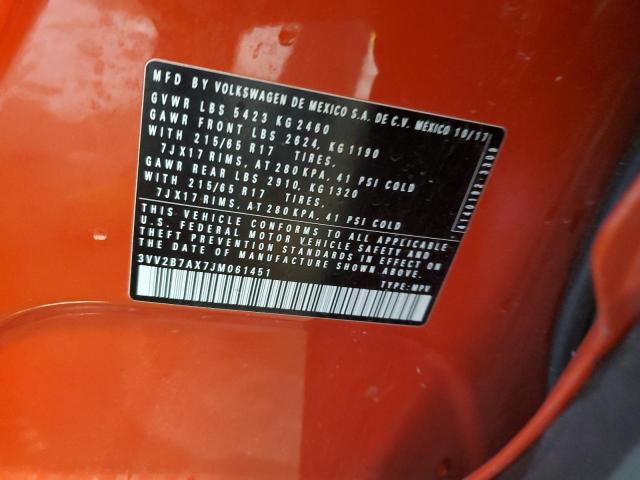 MFD BY VOLKSWAGEN DE MEXICO S.A. DE C.V. MÉXICO 10/17
GVWR LBS 5423 KG 2460
GAWR FRONT LBS 2624, KG 1190
WITH 215/65 R17 TIRES,
7JX17 RIMS, AT 280 KPA, 41 PSI COLD
GAWR REAR LBS 2910, KG 1320
WITH 215/65 R17 TIRES,
7JX17 RIMS, AT 280 KPA, 41 PSI COLD
THIS VEHICLE CONFORMS TO ALL APPLICABLE
U.S. FEDERAL MOTOR VEHICLE SAFETY AND
THEFT PREVENTION STANDARDS IN EFFECT ON
THE DATE OF MANUFACTURE SHOWN ABOVE.
3VV2B7AX7JM061451
TYPE: MPV